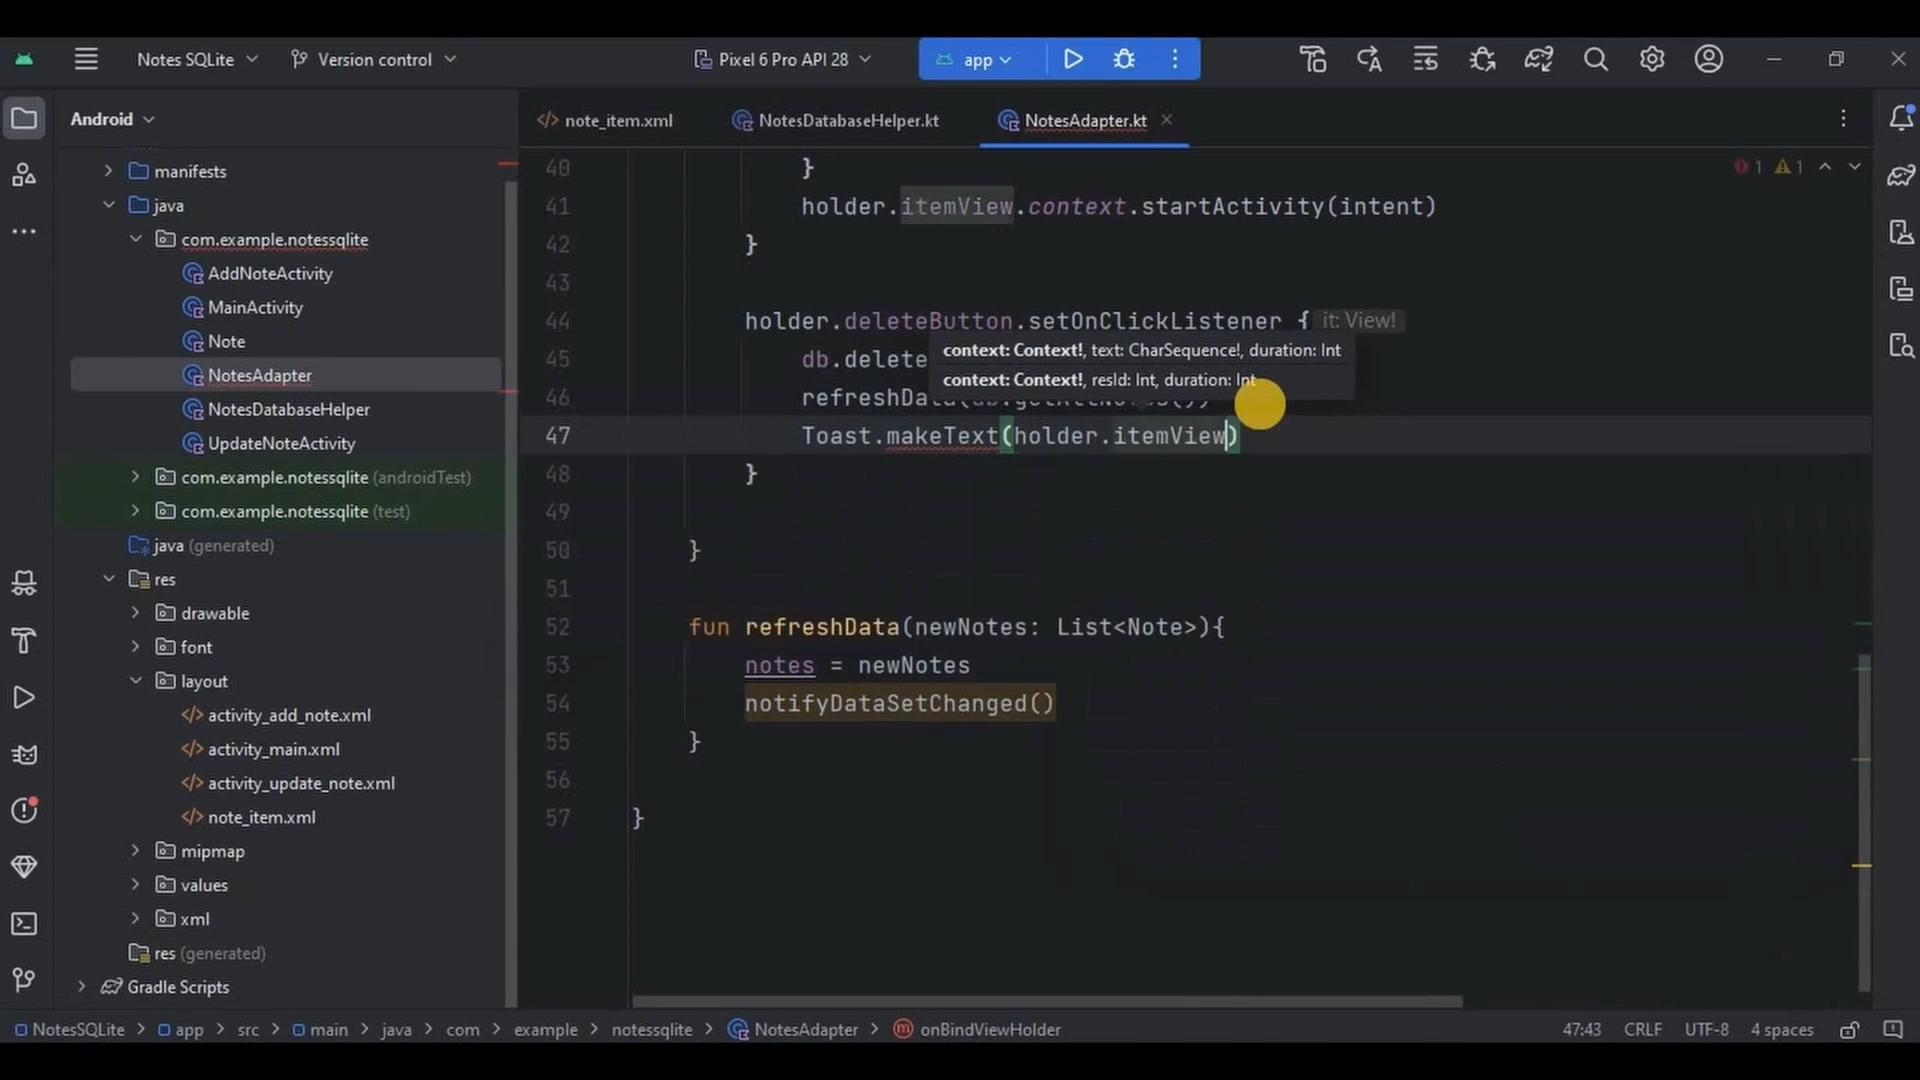 Notes SQLite
Version control
Pixel 6 Pro API 28
app
Android
note_item.xml
NotesDatabaseHelper.kt
NotesAdapter.kt
manifests
java
com.example.notessqlite
AddNoteActivity
MainActivity
Note
NotesAdapter
NotesDatabaseHelper
UpdateNoteActivity
com.example.notessqlite (androidTest)
com.example.notessqlite (test)
java (generated)
res
drawable
font
layout
activity_add_note.xml
activity_main.xml
activity_update_note.xml
note_item.xml
mipmap
values
xml
res (generated)
Gradle Scripts
1 1
40 }
41 holder.itemView.context.startActivity(intent)
42 }
43
44 holder.deleteButton.setOnClickListener { it: View!
context: Context!, text: CharSequence!, duration: Int
context: Context!, resId: Int, duration: Int
45 db.delete
46 refreshData(db.getAllNotes())
47 Toast.makeText(holder.itemView)
48 }
49
50 }
51
52 fun refreshData(newNotes: List<Note>){
53 notes = newNotes
54 notifyDataSetChanged()
55 }
56
57 }
NotesSQLite > app > src > main > java > com > example > notessqlite > NotesAdapter > onBindViewHolder
47:43 CRLF UTF-8 4 spaces